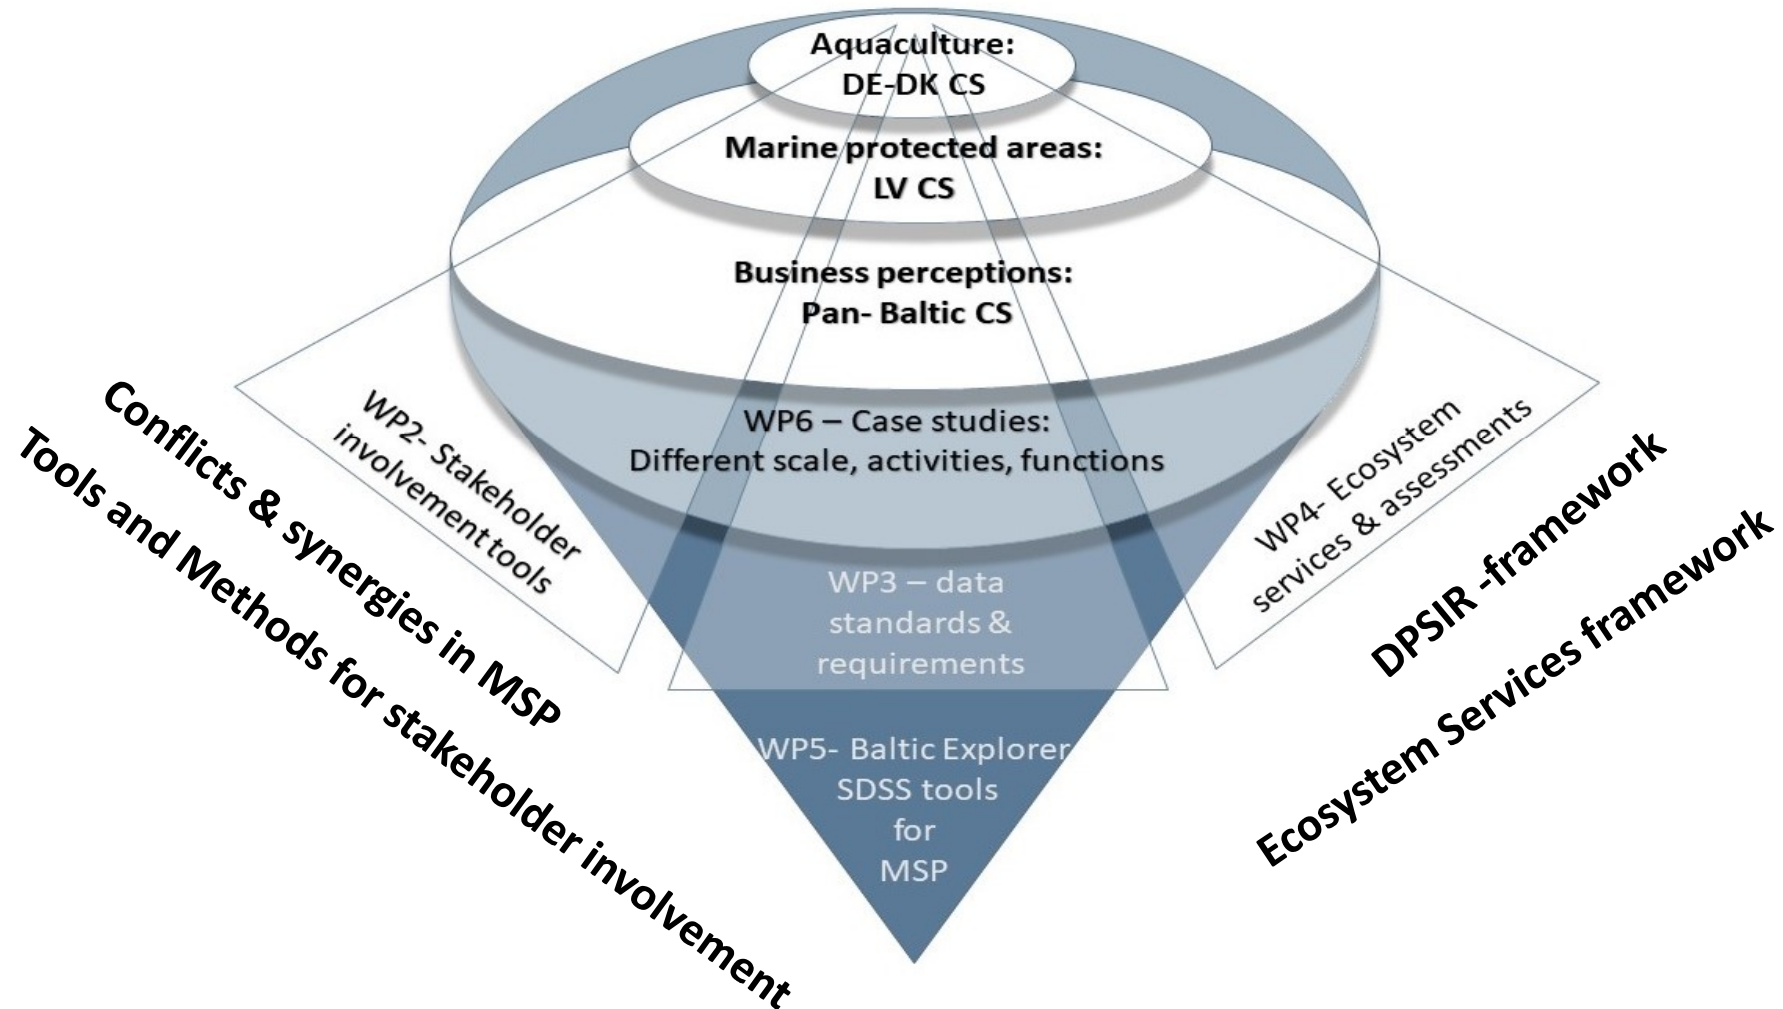 Aquaculture:
DE-DK CS
Marine protected areas:
LV CS
Business perceptions:
Pan- Baltic CS
WP6 – Case studies:
Different scale, activities, functions
WP2- Stakeholder
involvement tools
Conflicts & synergies in MSP
Tools and Methods for stakeholder involvement
WP3 – data
standards &
requirements
WP5- Baltic Explorer
SDSS tools
for
MSP
WP4- Ecosystem
services & assessments
DPSIR -framework
Ecosystem Services framework